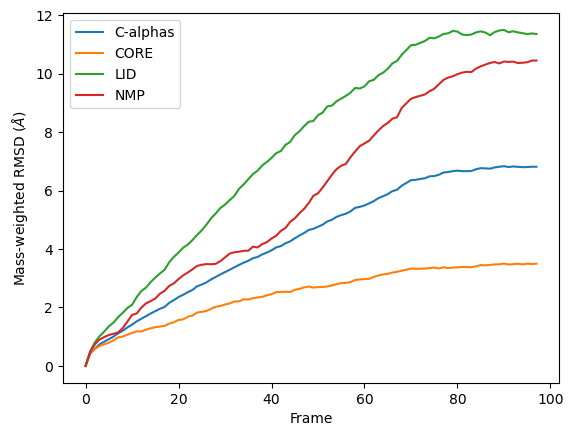 12
10
8
6
4
2
0
Mass-weighted RMSD (Å)
C-alphas
CORE
LID
NMP
0 20 40 60 80 100
Frame